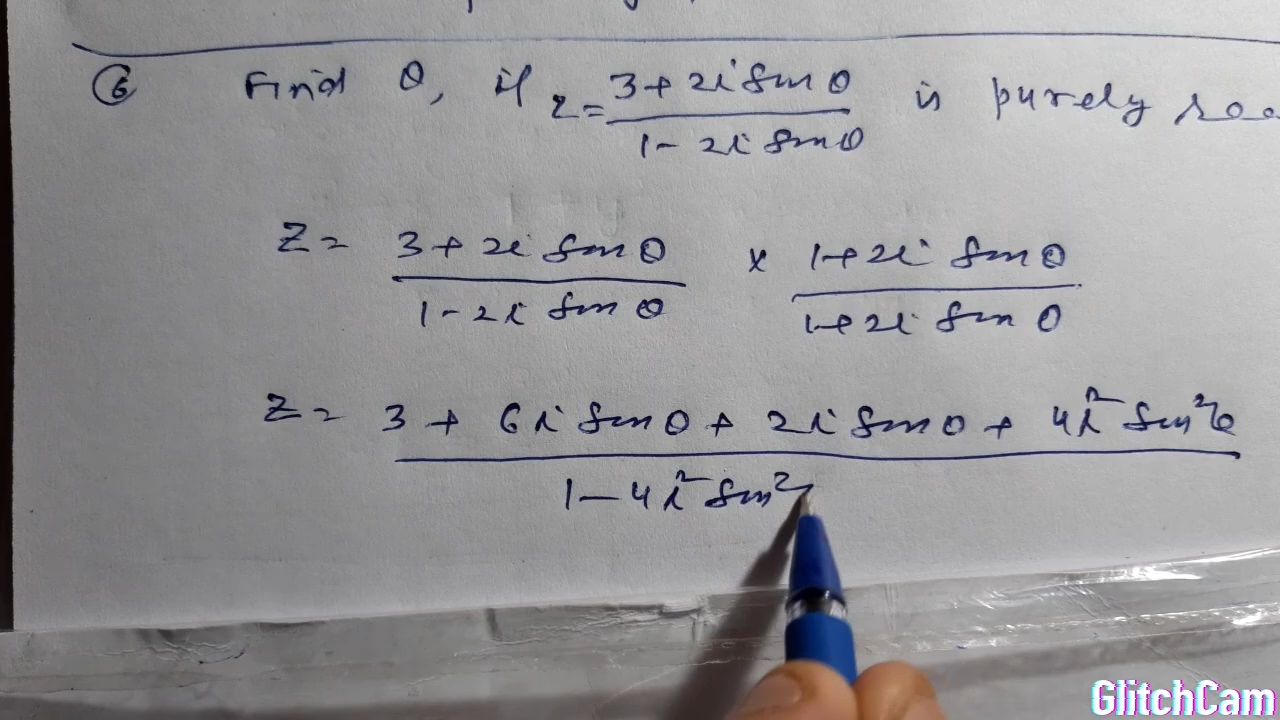 6 Find θ, if z = (3 + 2i Sin θ)/(1 - 2i Sin θ) is purely rea
Z = (3 + 2i Sin θ)/(1 - 2i Sin θ) × (1 + 2i Sin θ)/(1 + 2i Sin θ)
Z = (3 + 6i Sin θ + 2i Sin θ + 4i² Sin² θ)/(1 - 4i² Sin²
GlitchCam